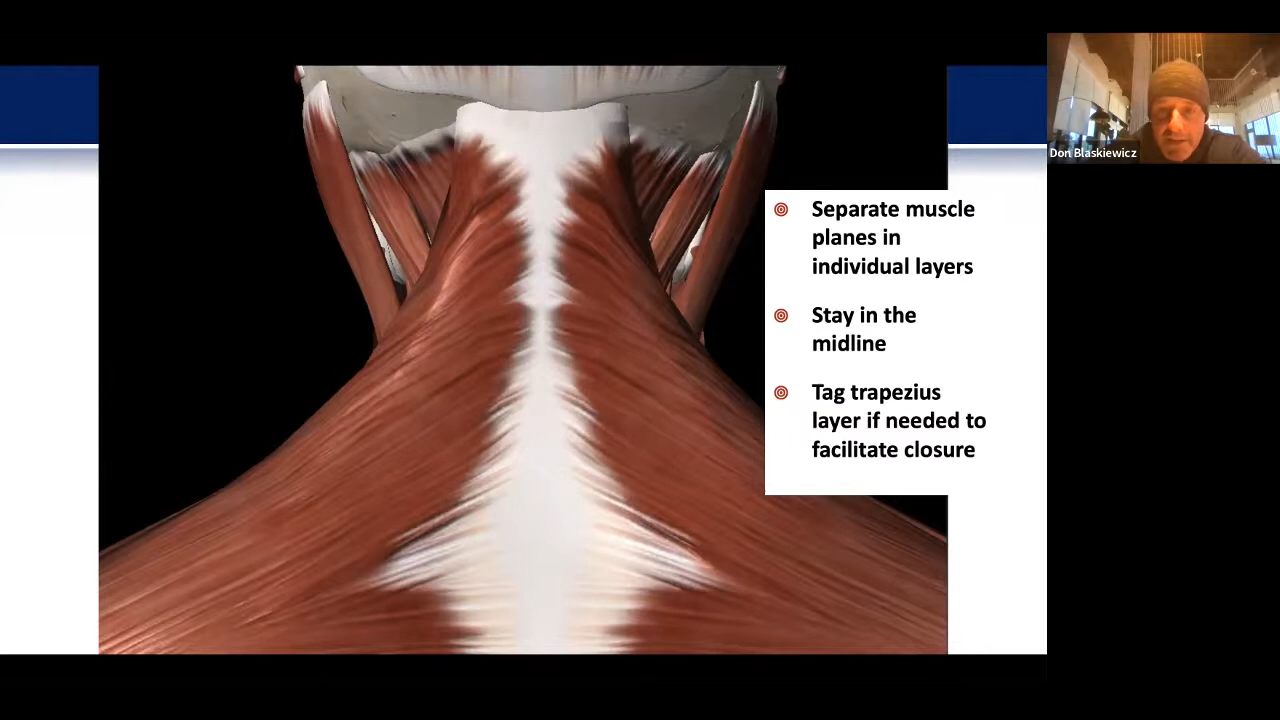 Don Blaskiewicz
Separate muscle
planes in
individual layers
Stay in the
midline
Tag trapezius
layer if needed to
facilitate closure